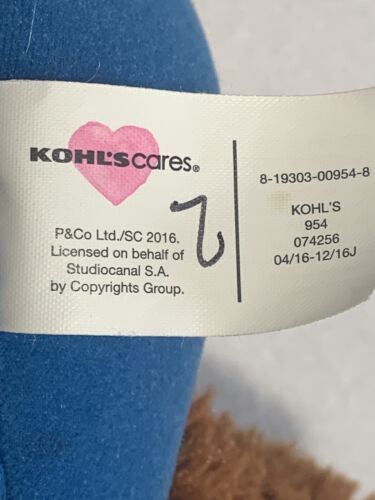 KOHL'S cares®
P&Co Ltd./SC 2016.
Licensed on behalf of
Studiocanal S.A.
by Copyrights Group.
8-19303-00954-8
KOHL'S
954
074256
04/16-12/16J